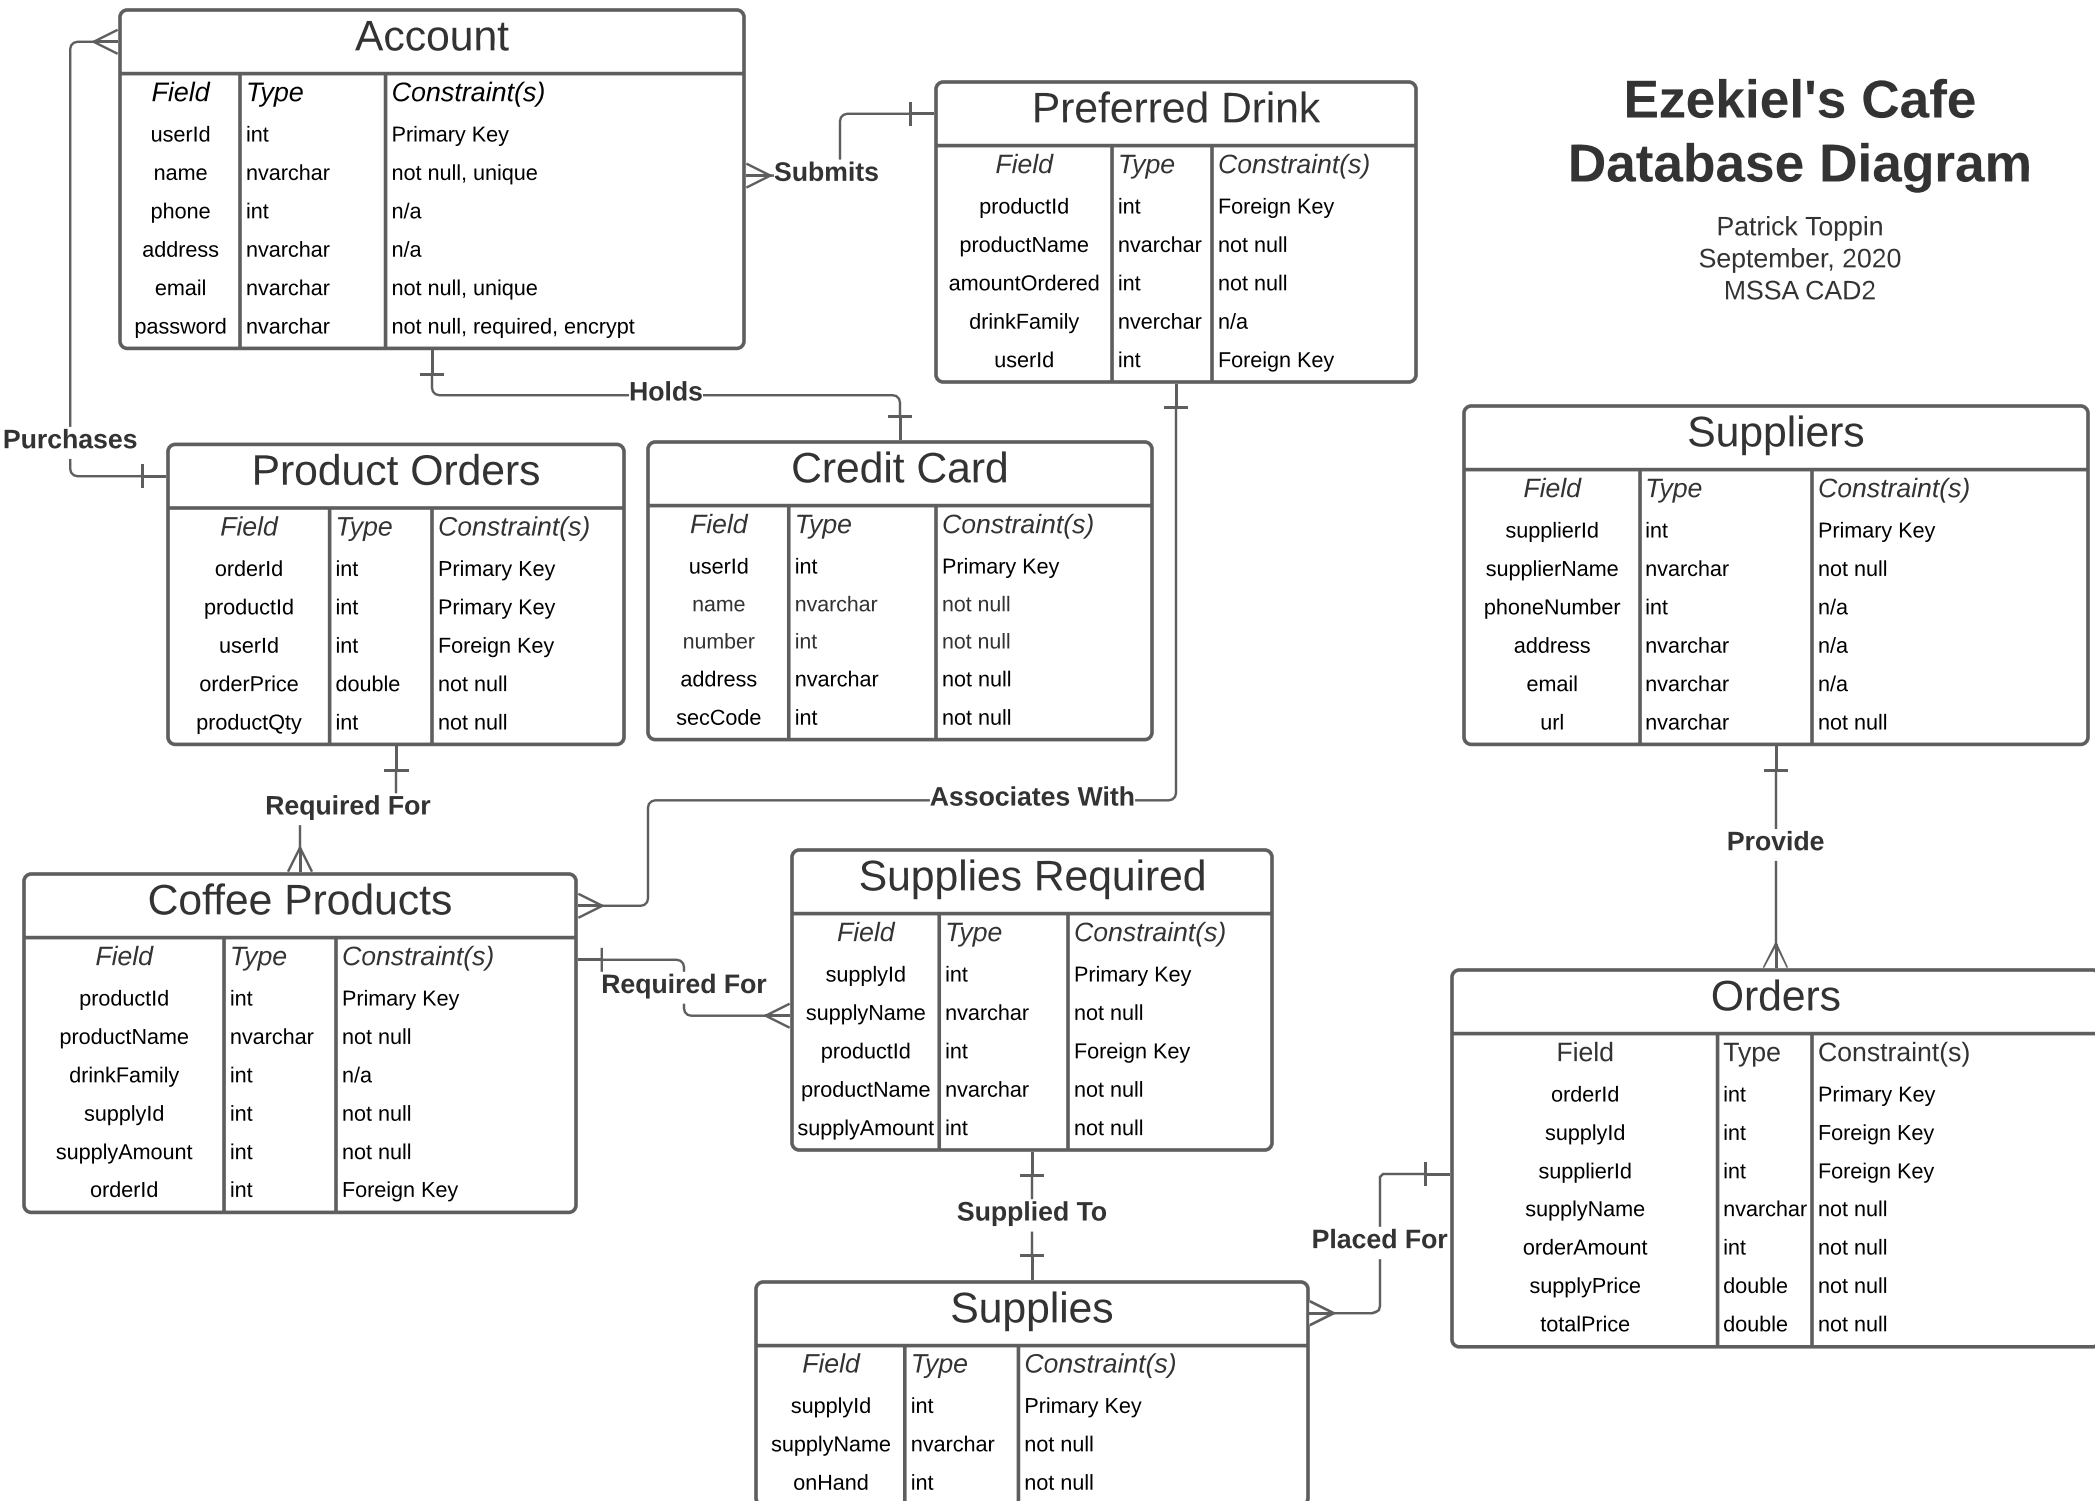 Account
Field Type Constraint(s)
userId int Primary Key
name nvarchar not null, unique
phone int n/a
address nvarchar n/a
email nvarchar not null, unique
password nvarchar not null, required, encrypt
Submits
Preferred Drink
Field Type Constraint(s)
productId int Foreign Key
productName nvarchar not null
amountOrdered int not null
drinkFamily nverchar n/a
userId int Foreign Key
Ezekiel's Cafe
Database Diagram
Patrick Toppin
September, 2020
MSSA CAD2
Holds
Purchases
Product Orders
Field Type Constraint(s)
orderId int Primary Key
productId int Primary Key
userId int Foreign Key
orderPrice double not null
productQty int not null
Credit Card
Field Type Constraint(s)
userId int Primary Key
name nvarchar not null
number int not null
address nvarchar not null
secCode int not null
Suppliers
Field Type Constraint(s)
supplierId int Primary Key
supplierName nvarchar not null
phoneNumber int n/a
address nvarchar n/a
email nvarchar n/a
url nvarchar not null
Required For
Associates With
Provide
Coffee Products
Field Type Constraint(s)
productId int Primary Key
productName nvarchar not null
drinkFamily int n/a
supplyId int not null
supplyAmount int not null
orderId int Foreign Key
Required For
Supplies Required
Field Type Constraint(s)
supplyId int Primary Key
supplyName nvarchar not null
productId int Foreign Key
productName nvarchar not null
supplyAmount int not null
Orders
Field Type Constraint(s)
orderId int Primary Key
supplyId int Foreign Key
supplierId int Foreign Key
supplyName nvarchar not null
orderAmount int not null
supplyPrice double not null
totalPrice double not null
Supplied To
Placed For
Supplies
Field Type Constraint(s)
supplyId int Primary Key
supplyName nvarchar not null
onHand int not null